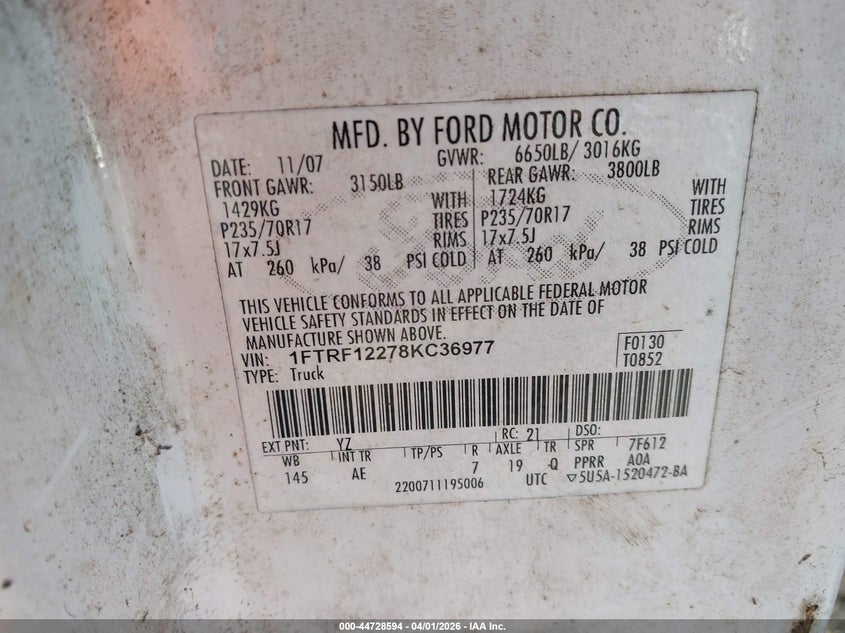 MFD. BY FORD MOTOR CO.
DATE: 11/07 GVWR: 6650LB/ 3016KG
FRONT GAWR: 3150LB REAR GAWR: 3800LB
1429KG WITH 1724KG WITH
P235/70R17 TIRES P235/70R17 TIRES
17x7.5J RIMS 17x7.5J RIMS
AT 260 kPa/ 38 PSI COLD AT 260 kPa/ 38 PSI COLD
THIS VEHICLE CONFORMS TO ALL APPLICABLE FEDERAL MOTOR
VEHICLE SAFETY STANDARDS IN EFFECT ON THE DATE OF
MANUFACTURE SHOWN ABOVE.
VIN: 1FTRF12278KC36977 F0130
TYPE: Truck T0852
EXT PNT: YZ RC: 21 DSO:
WB INT TR TP/PS R AXLE TR SPR 7F612
145 AE 7 19 Q PPRR A0A
2200711195006 UTC ▽5U5A-1520472-BA
000-44728594 - 04/01/2026 - IAA Inc.